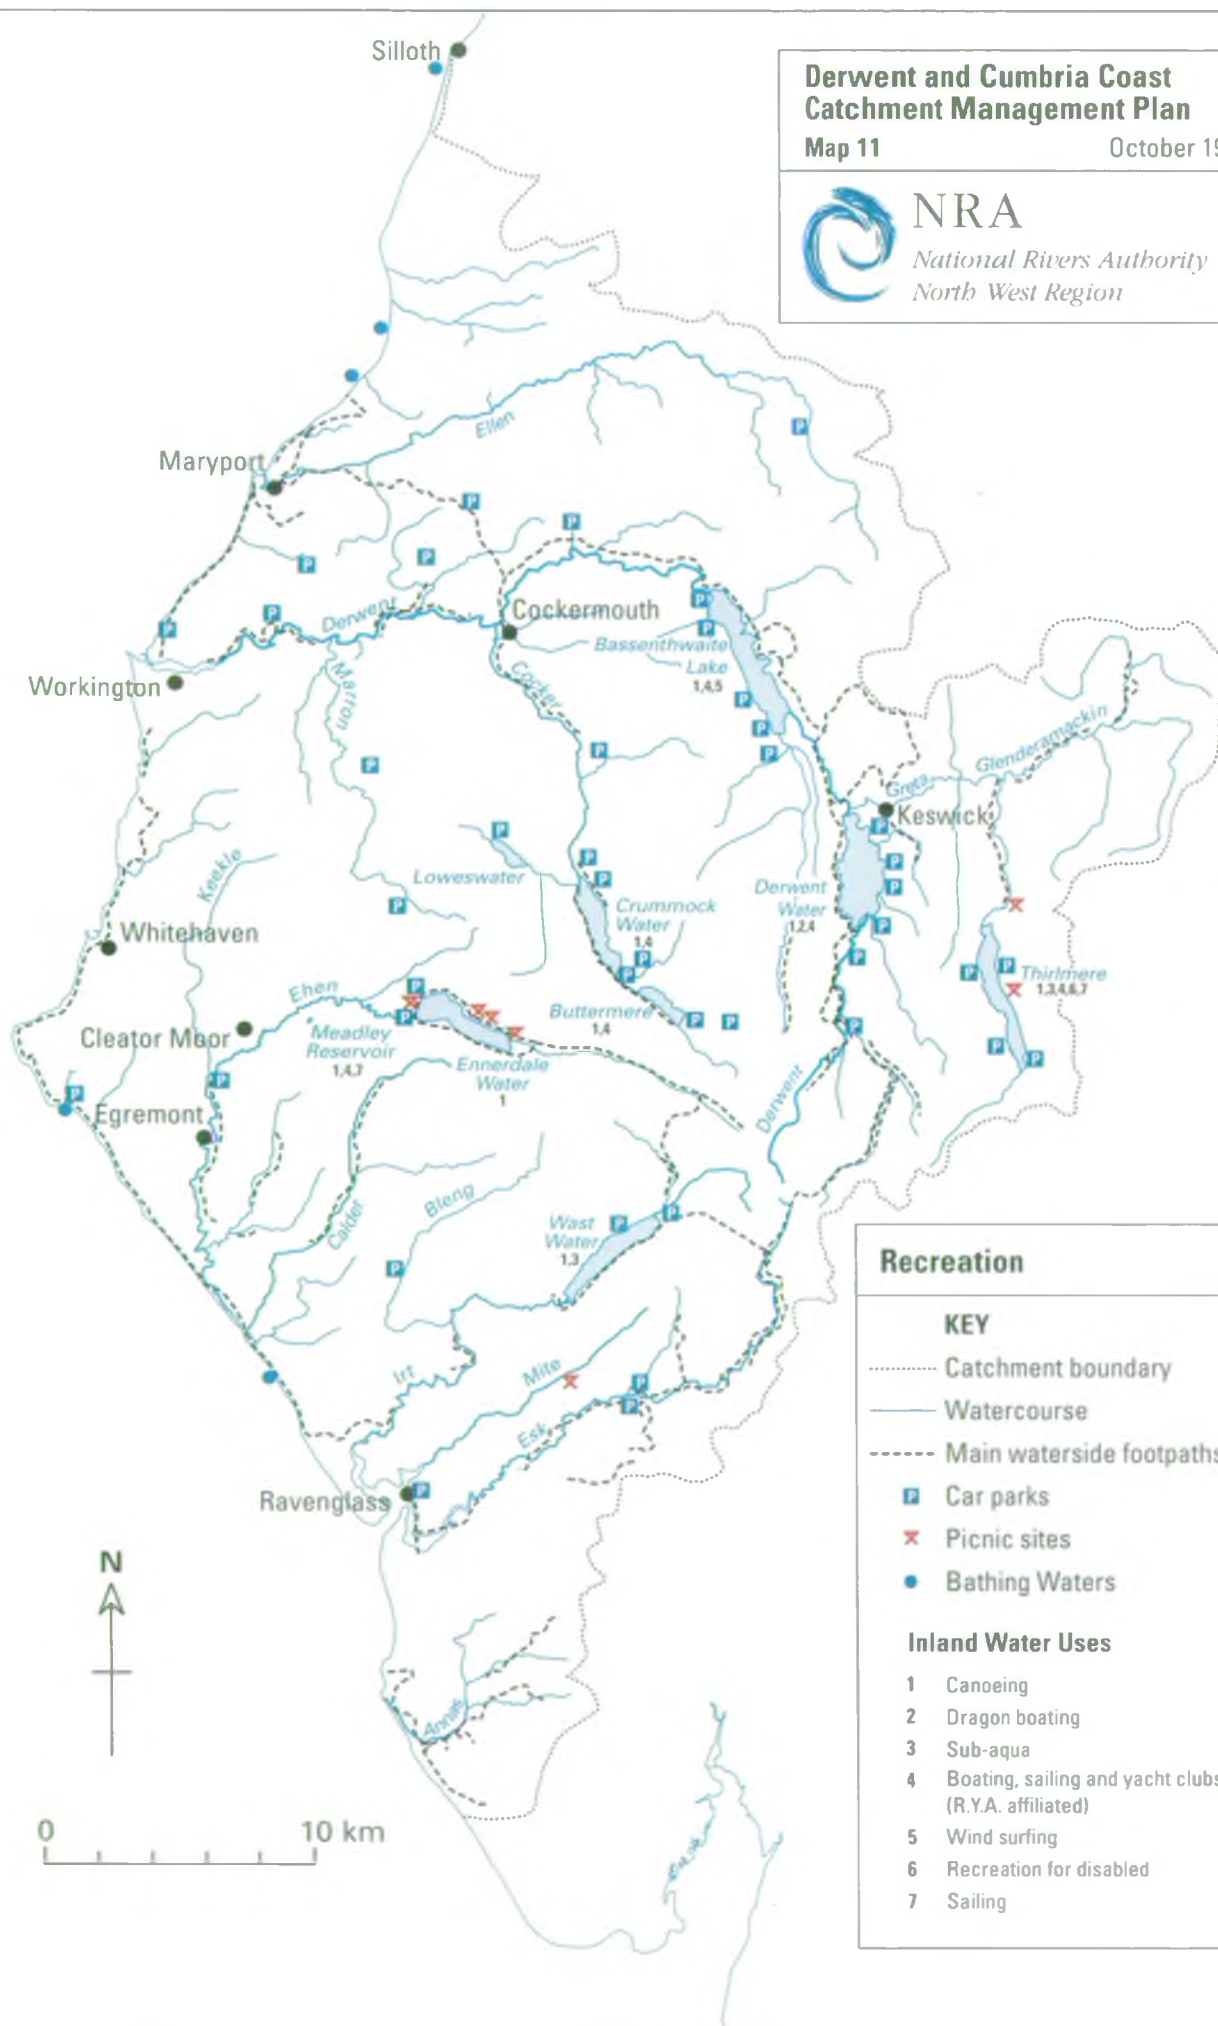 Silloth
Derwent and Cumbria Coast
Catchment Management Plan
Map 11 October 19
NRA
National Rivers Authority
North West Region
Ellen
Maryport
Derwent
Cockermouth
Bassenthwaite
Lake
1,4,5
Workington
Marron
Cocker
Glenderamackin
Greta
Keswick
Keekle
Loweswater
Crummock
Water
1,4
Derwent
Water
1,2,4
Whitehaven
Thirlmere
1,3,4,6,7
Ehen
Buttermere
1,4
Cleator Moor
Meadley
Reservoir
1,4,7
Ennerdale
Water
1
Egremont
Derwent
Calder
Bleng
Wast
Water
1,3
Irt
Mite
Esk
Ravenglass
Annas
N
0 10 km
Recreation
KEY
Catchment boundary
Watercourse
Main waterside footpaths
P Car parks
Picnic sites
Bathing Waters
Inland Water Uses
1 Canoeing
2 Dragon boating
3 Sub-aqua
4 Boating, sailing and yacht clubs
(R.Y.A. affiliated)
5 Wind surfing
6 Recreation for disabled
7 Sailing